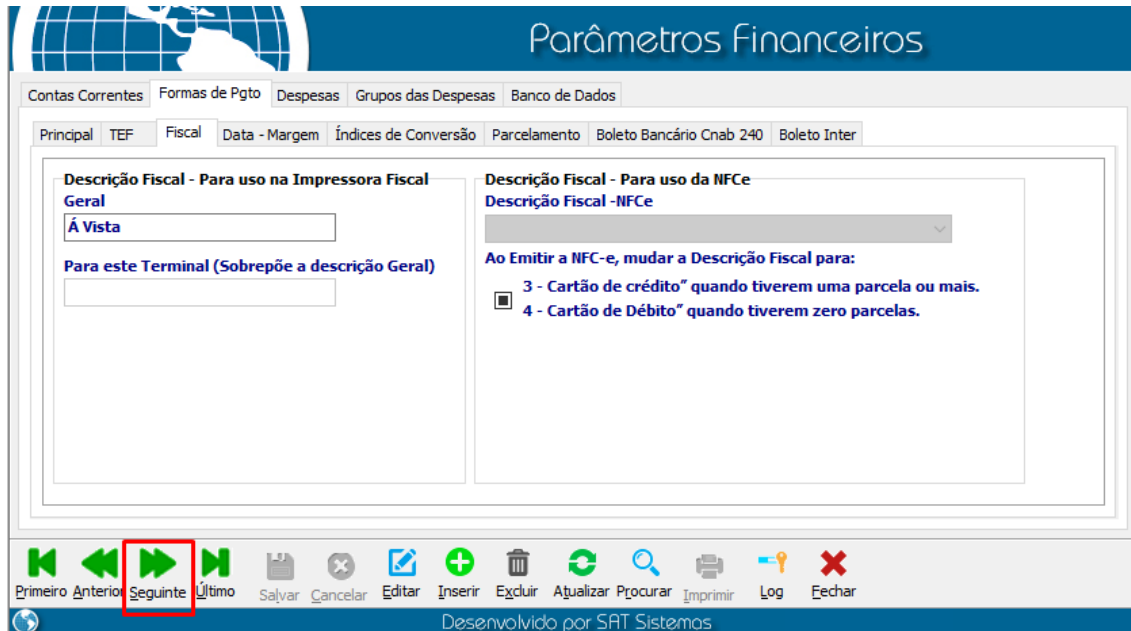 Parâmetros Financeiros
Contas Correntes Formas de Pgto Despesas Grupos das Despesas Banco de Dados
Principal TEF Fiscal Data - Margem Índices de Conversão Parcelamento Boleto Bancário Cnab 240 Boleto Inter
Descrição Fiscal - Para uso na Impressora Fiscal
Geral
Á Vista
Para este Terminal (Sobrepõe a descrição Geral)
Descrição Fiscal - Para uso da NFCe
Descrição Fiscal -NFCe
Ao Emitir a NFC-e, mudar a Descrição Fiscal para:
3 - Cartão de crédito” quando tiverem uma parcela ou mais.
4 - Cartão de Débito” quando tiverem zero parcelas.
Primeiro Anterior Seguinte Último Salvar Cancelar Editar Inserir Excluir Atualizar Procurar Imprimir Log Fechar
Desenvolvido por SAT Sistemas